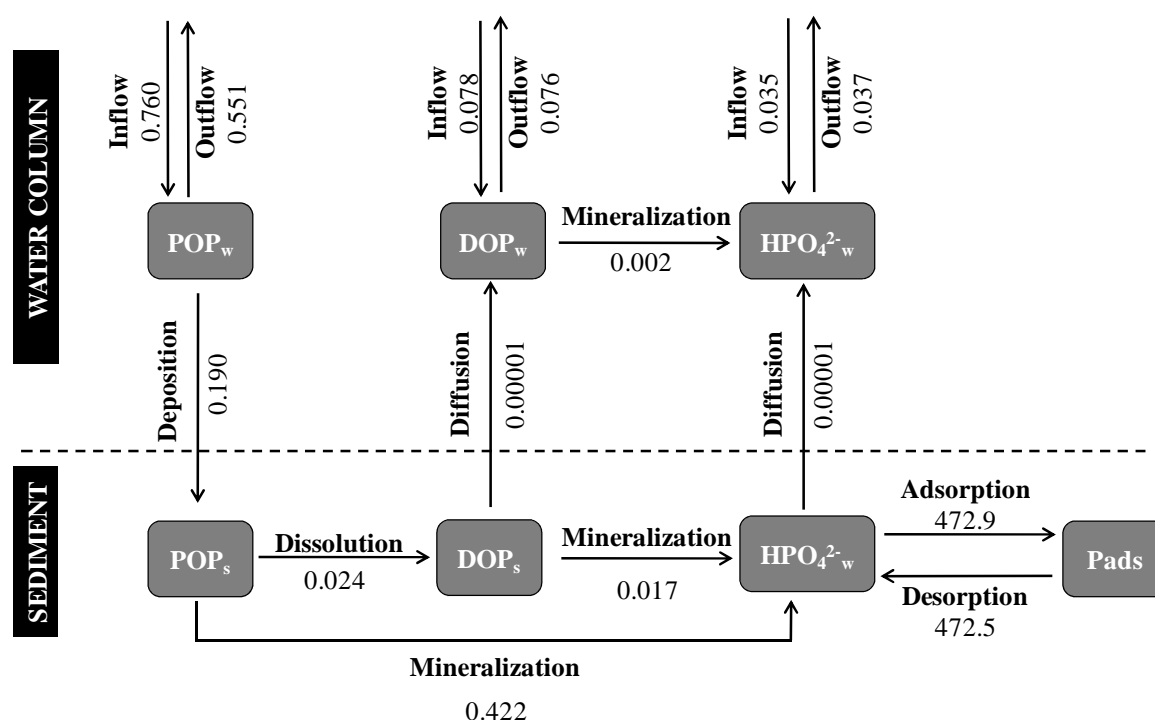 WATER COLUMN
Inflow
0.760
Outflow
0.551
Inflow
0.078
Outflow
0.076
Inflow
0.035
Outflow
0.037
POPw
DOPw
Mineralization
0.002
HPO₄²⁻w
Deposition
0.190
Diffusion
0.00001
Diffusion
0.00001
SEDIMENT
POPs
Dissolution
0.024
DOPs
Mineralization
0.017
HPO₄²⁻w
Adsorption
472.9
Desorption
472.5
Pads
Mineralization
0.422